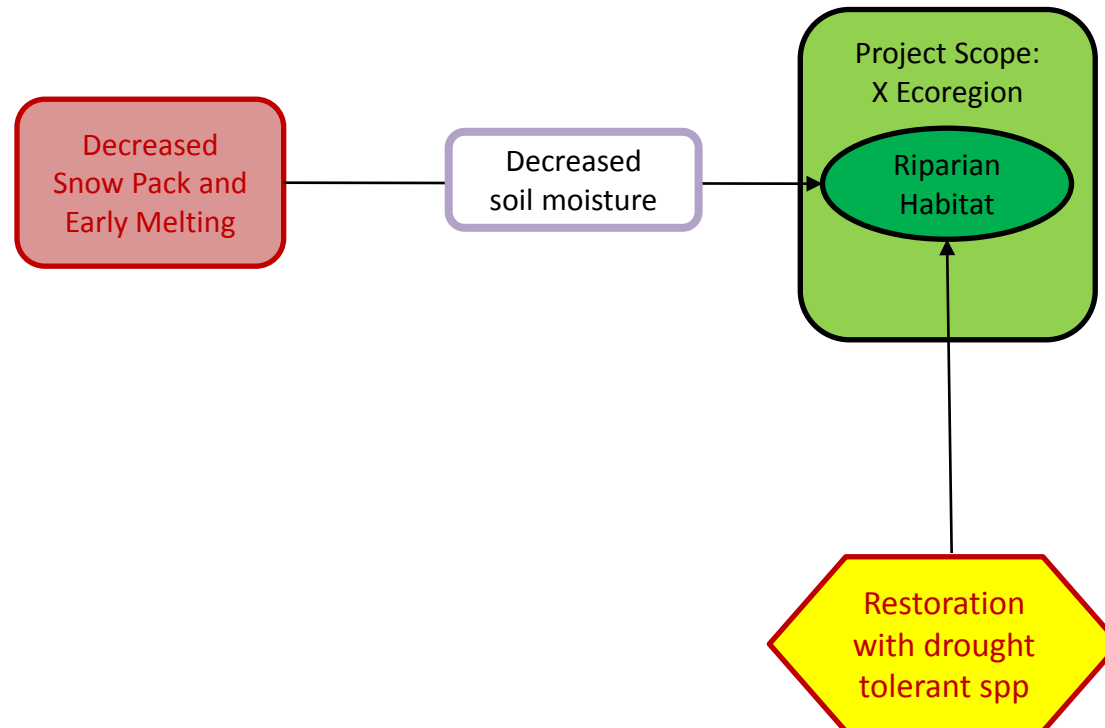 Decreased
Snow Pack and
Early Melting
Decreased
soil moisture
Project Scope:
X Ecoregion
Riparian
Habitat
Restoration
with drought
tolerant spp